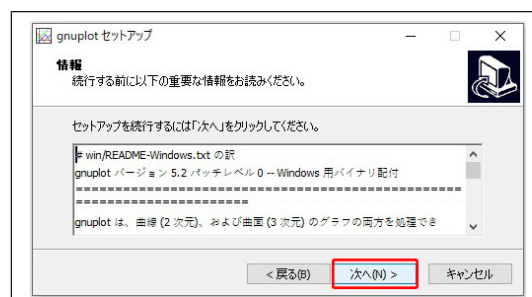 gnuplot セットアップ
情報
続行する前に以下の重要な情報をお読みください。
セットアップを続行するには「次へ」をクリックしてください。
# win/README-Windows.txt の訳
gnuplot バージョン 5.2 パッチレベル 0 -- Windows 用バイナリ配付
==========================================================
==========================
gnuplot は、曲線 (2 次元)、および曲面 (3 次元) のグラフの両方を処理でき
< 戻る(B)
次へ(N) >
キャンセル